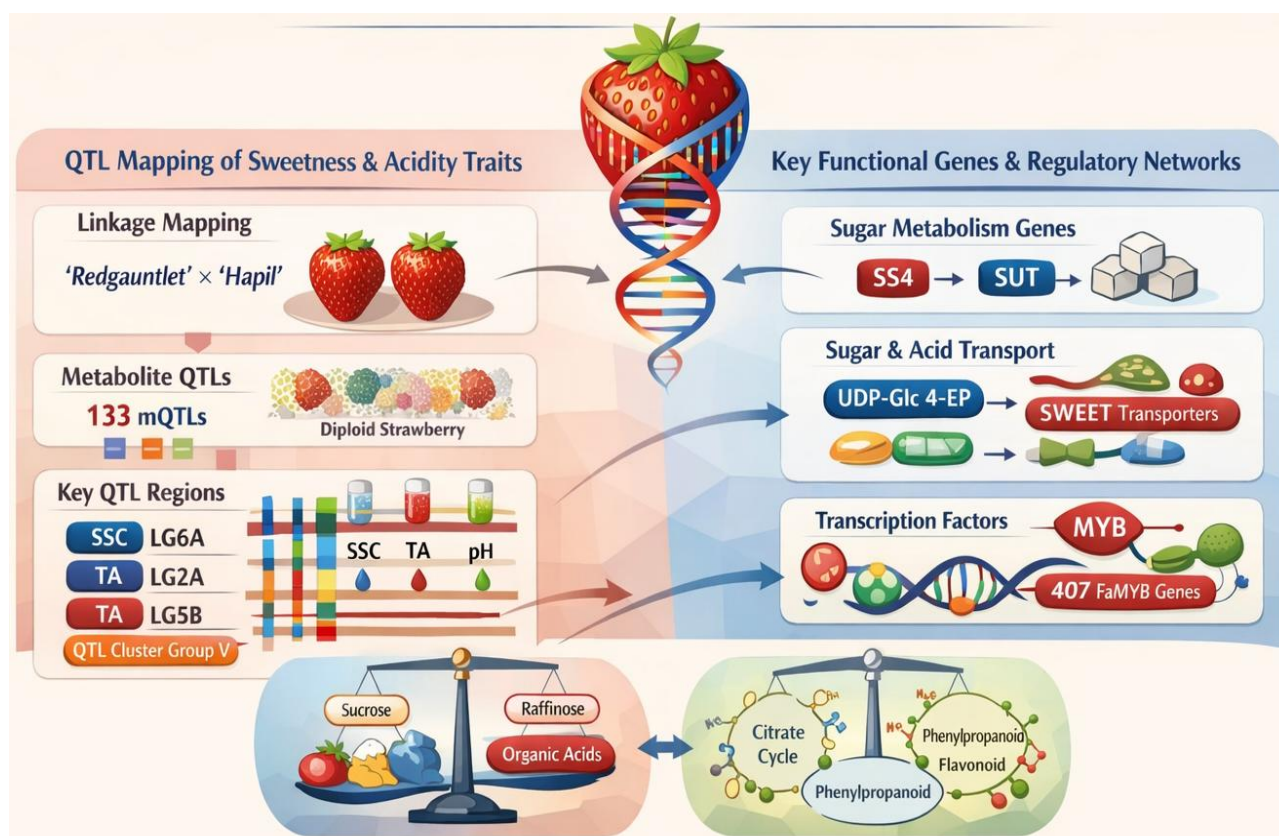 QTL Mapping of Sweetness & Acidity Traits
Linkage Mapping
'Redgauntlet' × 'Hapil'
Metabolite QTLs
133 mQTLs
Diploid Strawberry
Key QTL Regions
SSC LG6A
TA LG2A
TA LG5B
QTL Cluster Group V
SSC TA pH
Key Functional Genes & Regulatory Networks
Sugar Metabolism Genes
SS4 SUT
Sugar & Acid Transport
UDP-Glc 4-EP
SWEET Transporters
Transcription Factors
MYB
407 FaMYB Genes
Sucrose
Raffinose
Organic Acids
Citrate
Cycle
Phenylpropanoid
Flavonoid
Phenylpropanoid